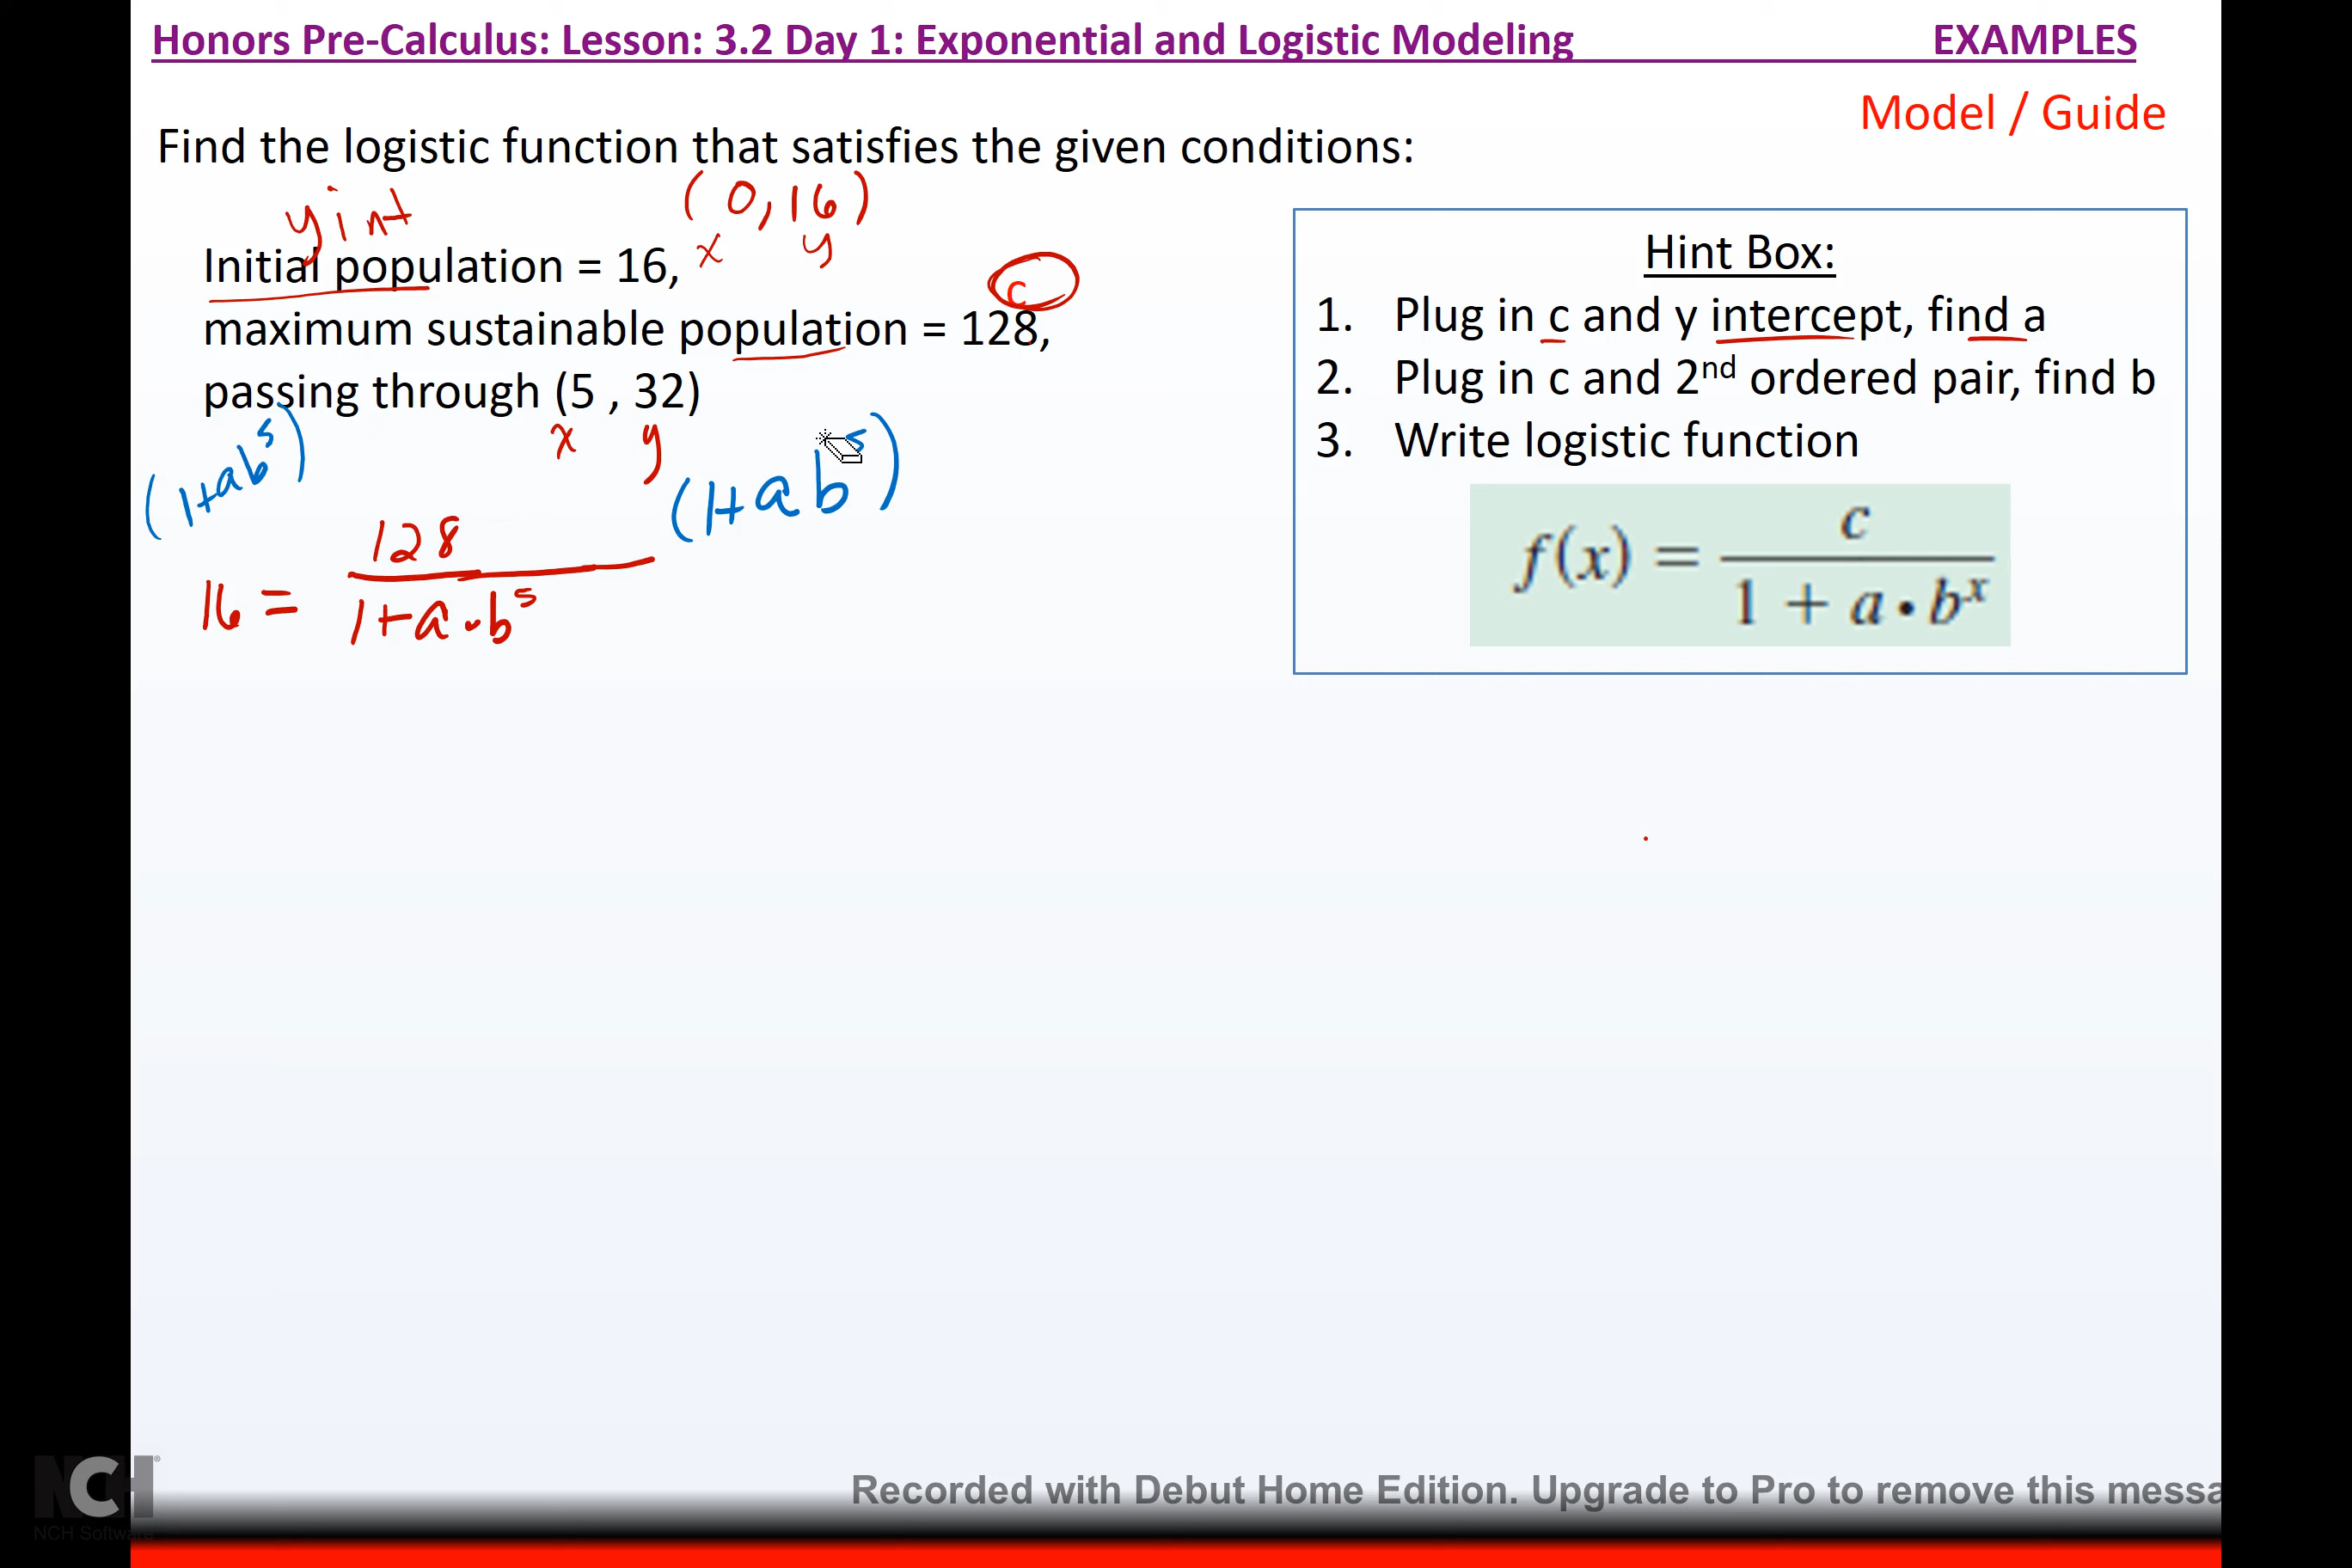 Honors Pre-Calculus: Lesson: 3.2 Day 1: Exponential and Logistic Modeling EXAMPLES
Model / Guide
Find the logistic function that satisfies the given conditions:
y int (0, 16)
x y
Initial population = 16,
c
maximum sustainable population = 128,
passing through (5 , 32)
x y
(1+ab⁵) (1+ab⁵)
16 = 128 / 1+a·b⁵
Hint Box:
1. Plug in c and y intercept, find a
2. Plug in c and 2nd ordered pair, find b
3. Write logistic function
f(x) = c / 1 + a · bˣ
NCH®
NCH Software
Recorded with Debut Home Edition. Upgrade to Pro to remove this messa